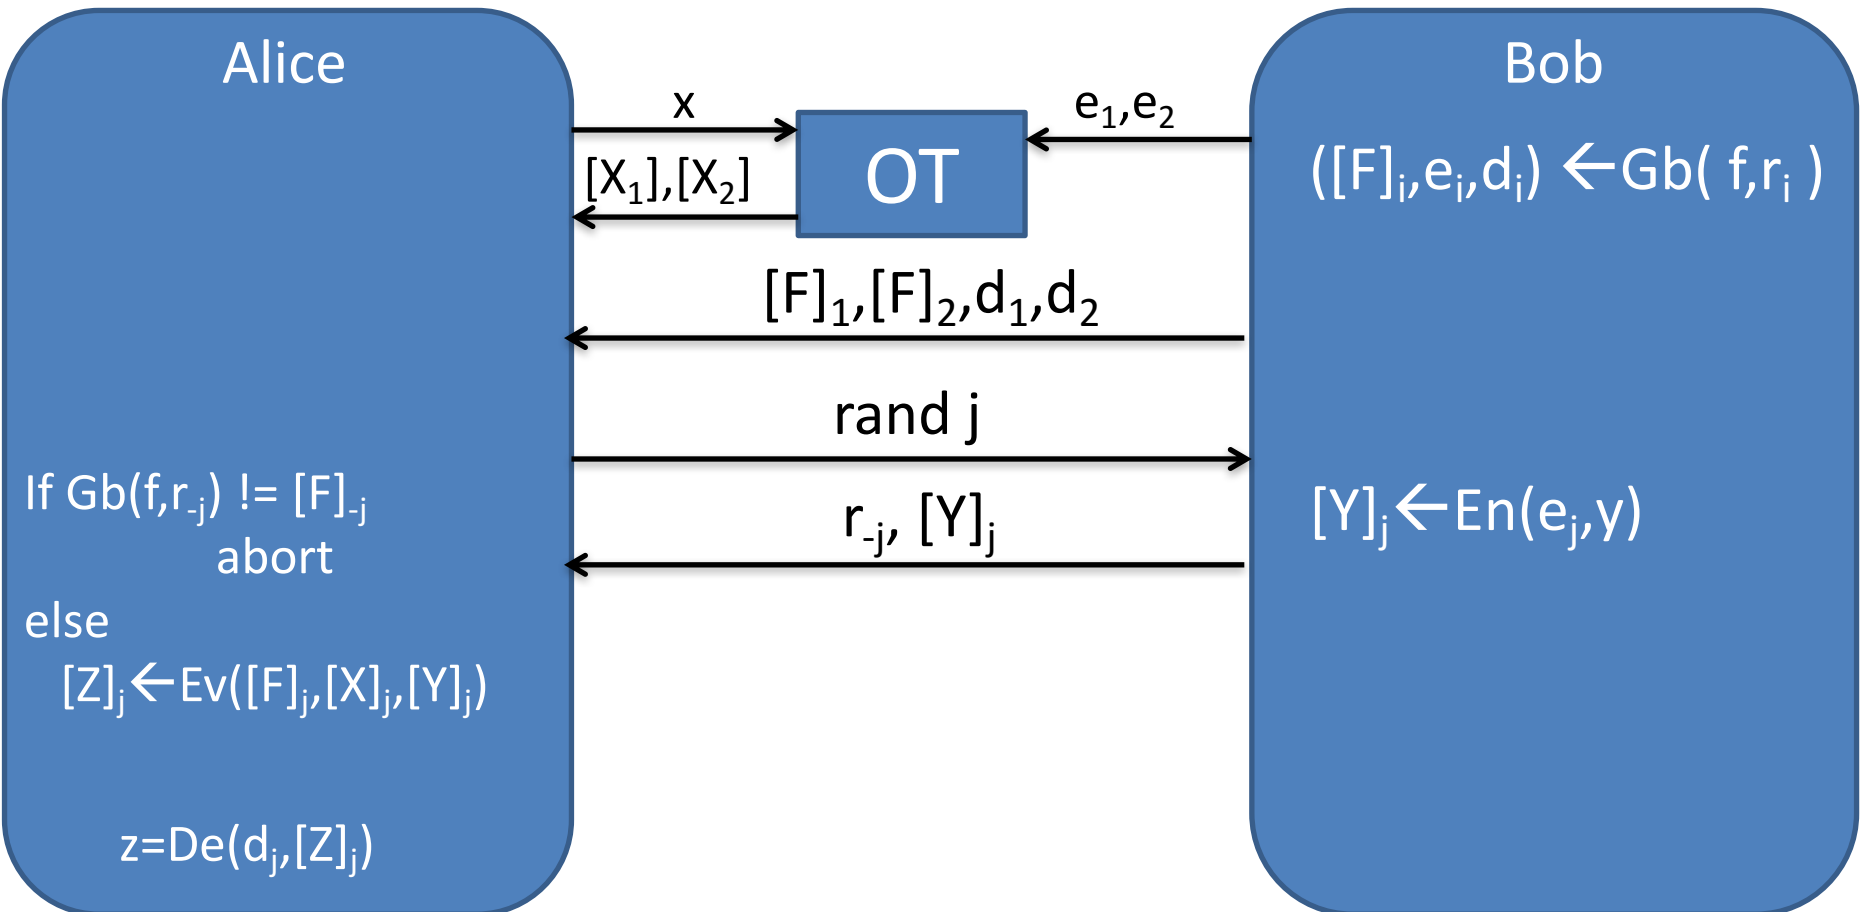 Alice
Bob
x
e₁,e₂
[X₁],[X₂]
OT
([F]ᵢ,eᵢ,dᵢ) ←Gb( f,rᵢ )
[F]₁,[F]₂,d₁,d₂
rand j
If Gb(f,r₋ⱼ) != [F]₋ⱼ
abort
r₋ⱼ, [Y]ⱼ
[Y]ⱼ←En(eⱼ,y)
else
[Z]ⱼ←Ev([F]ⱼ,[X]ⱼ,[Y]ⱼ)
z=De(dⱼ,[Z]ⱼ)